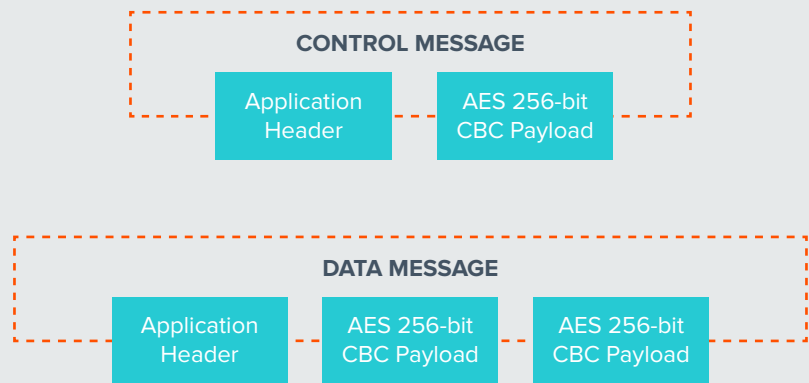 CONTROL MESSAGE
Application
Header
AES 256-bit
CBC Payload
DATA MESSAGE
Application
Header
AES 256-bit
CBC Payload
AES 256-bit
CBC Payload